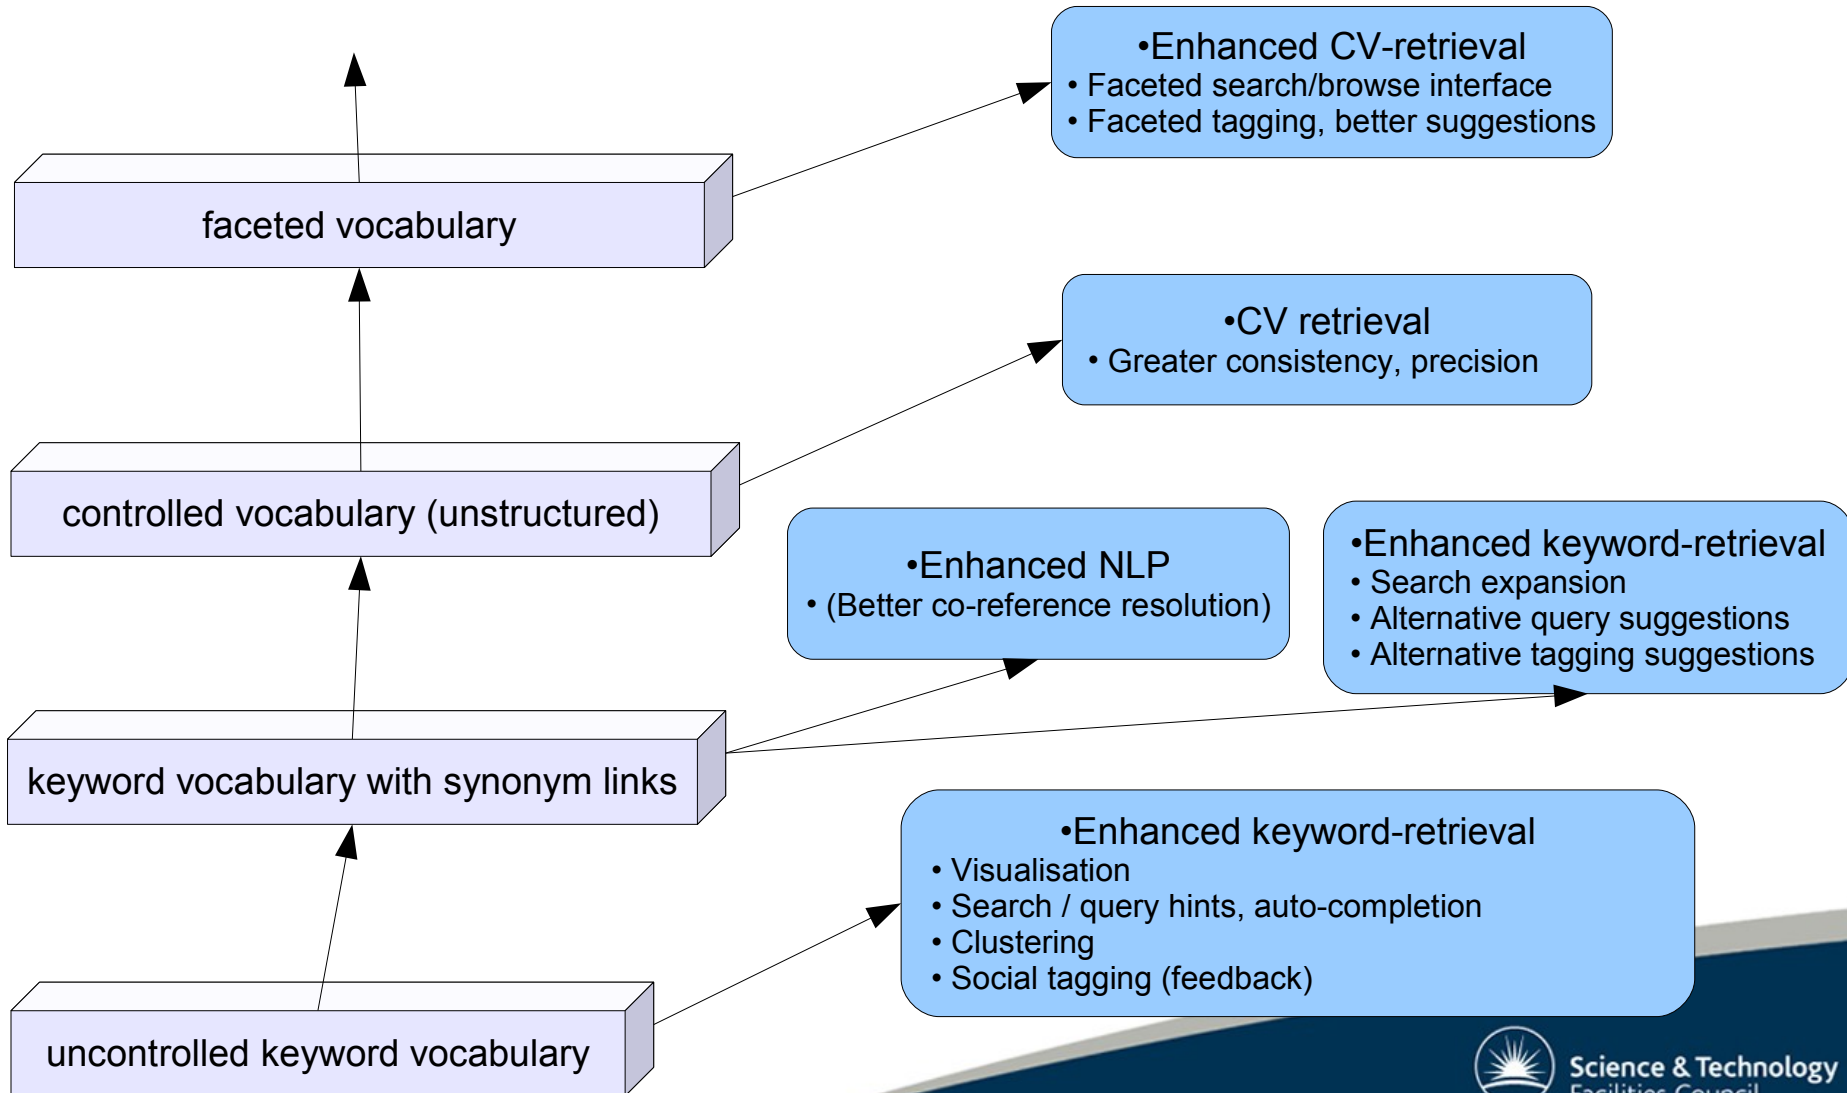 •Enhanced CV-retrieval
• Faceted search/browse interface
• Faceted tagging, better suggestions
faceted vocabulary
•CV retrieval
• Greater consistency, precision
controlled vocabulary (unstructured)
•Enhanced NLP
• (Better co-reference resolution)
•Enhanced keyword-retrieval
• Search expansion
• Alternative query suggestions
• Alternative tagging suggestions
keyword vocabulary with synonym links
•Enhanced keyword-retrieval
• Visualisation
• Search / query hints, auto-completion
• Clustering
• Social tagging (feedback)
uncontrolled keyword vocabulary
Science & Technology
Facilities Council